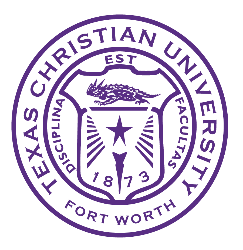 TEXAS CHRISTIAN UNIVERSITY
FORT WORTH
DISCIPLINA EST FACULTAS
1873